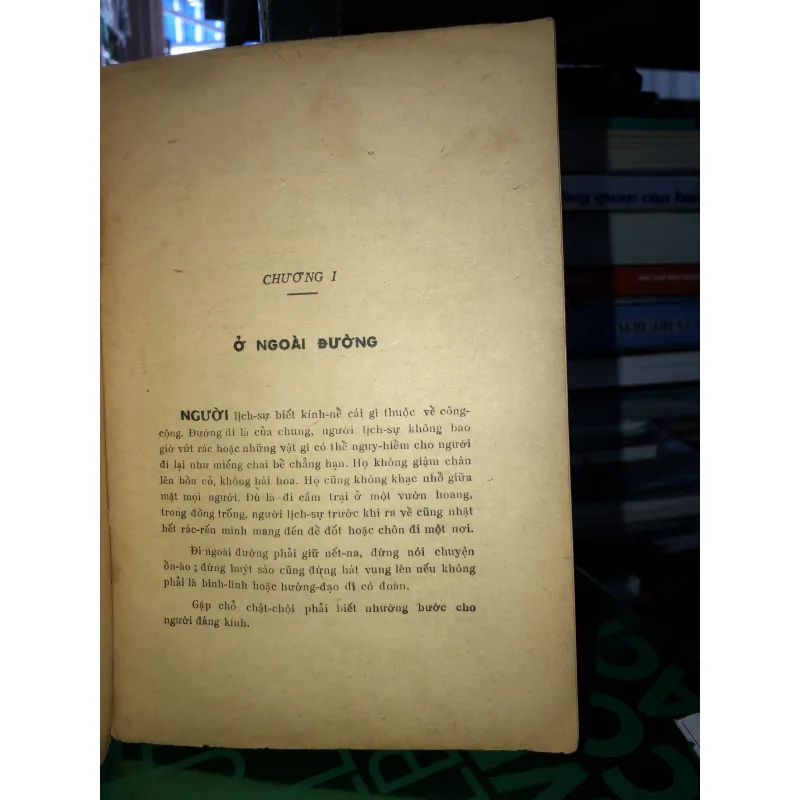 CHƯƠNG I
Ở NGOÀI ĐƯỜNG
NGƯỜI lịch-sự biết kính-nề cái gì thuộc về công-
cộng. Đường đi là của chung, người lịch-sự không bao
giờ vứt rác hoặc những vật gì có thể nguy-hiểm cho người
đi lại như miếng chai bể chẳng hạn. Họ không giậm chân
lên bồn cỏ, không hái hoa. Họ cũng không khạc nhổ giữa
mặt mọi người. Dù là đi cắm trại ở một vườn hoang,
trong đồng trống, người lịch-sự trước khi ra về cũng nhặt
hết rác-rến mình mang đến để đốt hoặc chôn đi một nơi.
Đi ngoài đường phải giữ nết-na, đừng nói chuyện
ồn-ào ; đừng huýt sáo cũng đừng hát vung lên nếu không
phải là binh-lính hoặc hướng-đạo đi có đoàn.
Gặp chỗ chật-chội phải biết nhường bước cho
người đáng kính.
quan của